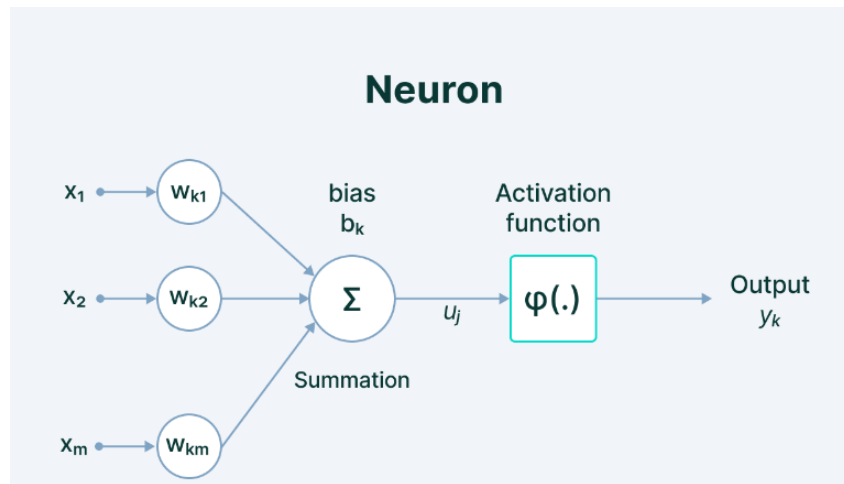 Neuron
x₁
wₖ₁
bias
bₖ
Activation
function
x₂
wₖ₂
Σ
uⱼ
φ(.)
Output
yₖ
Summation
xₘ
wₖₘ